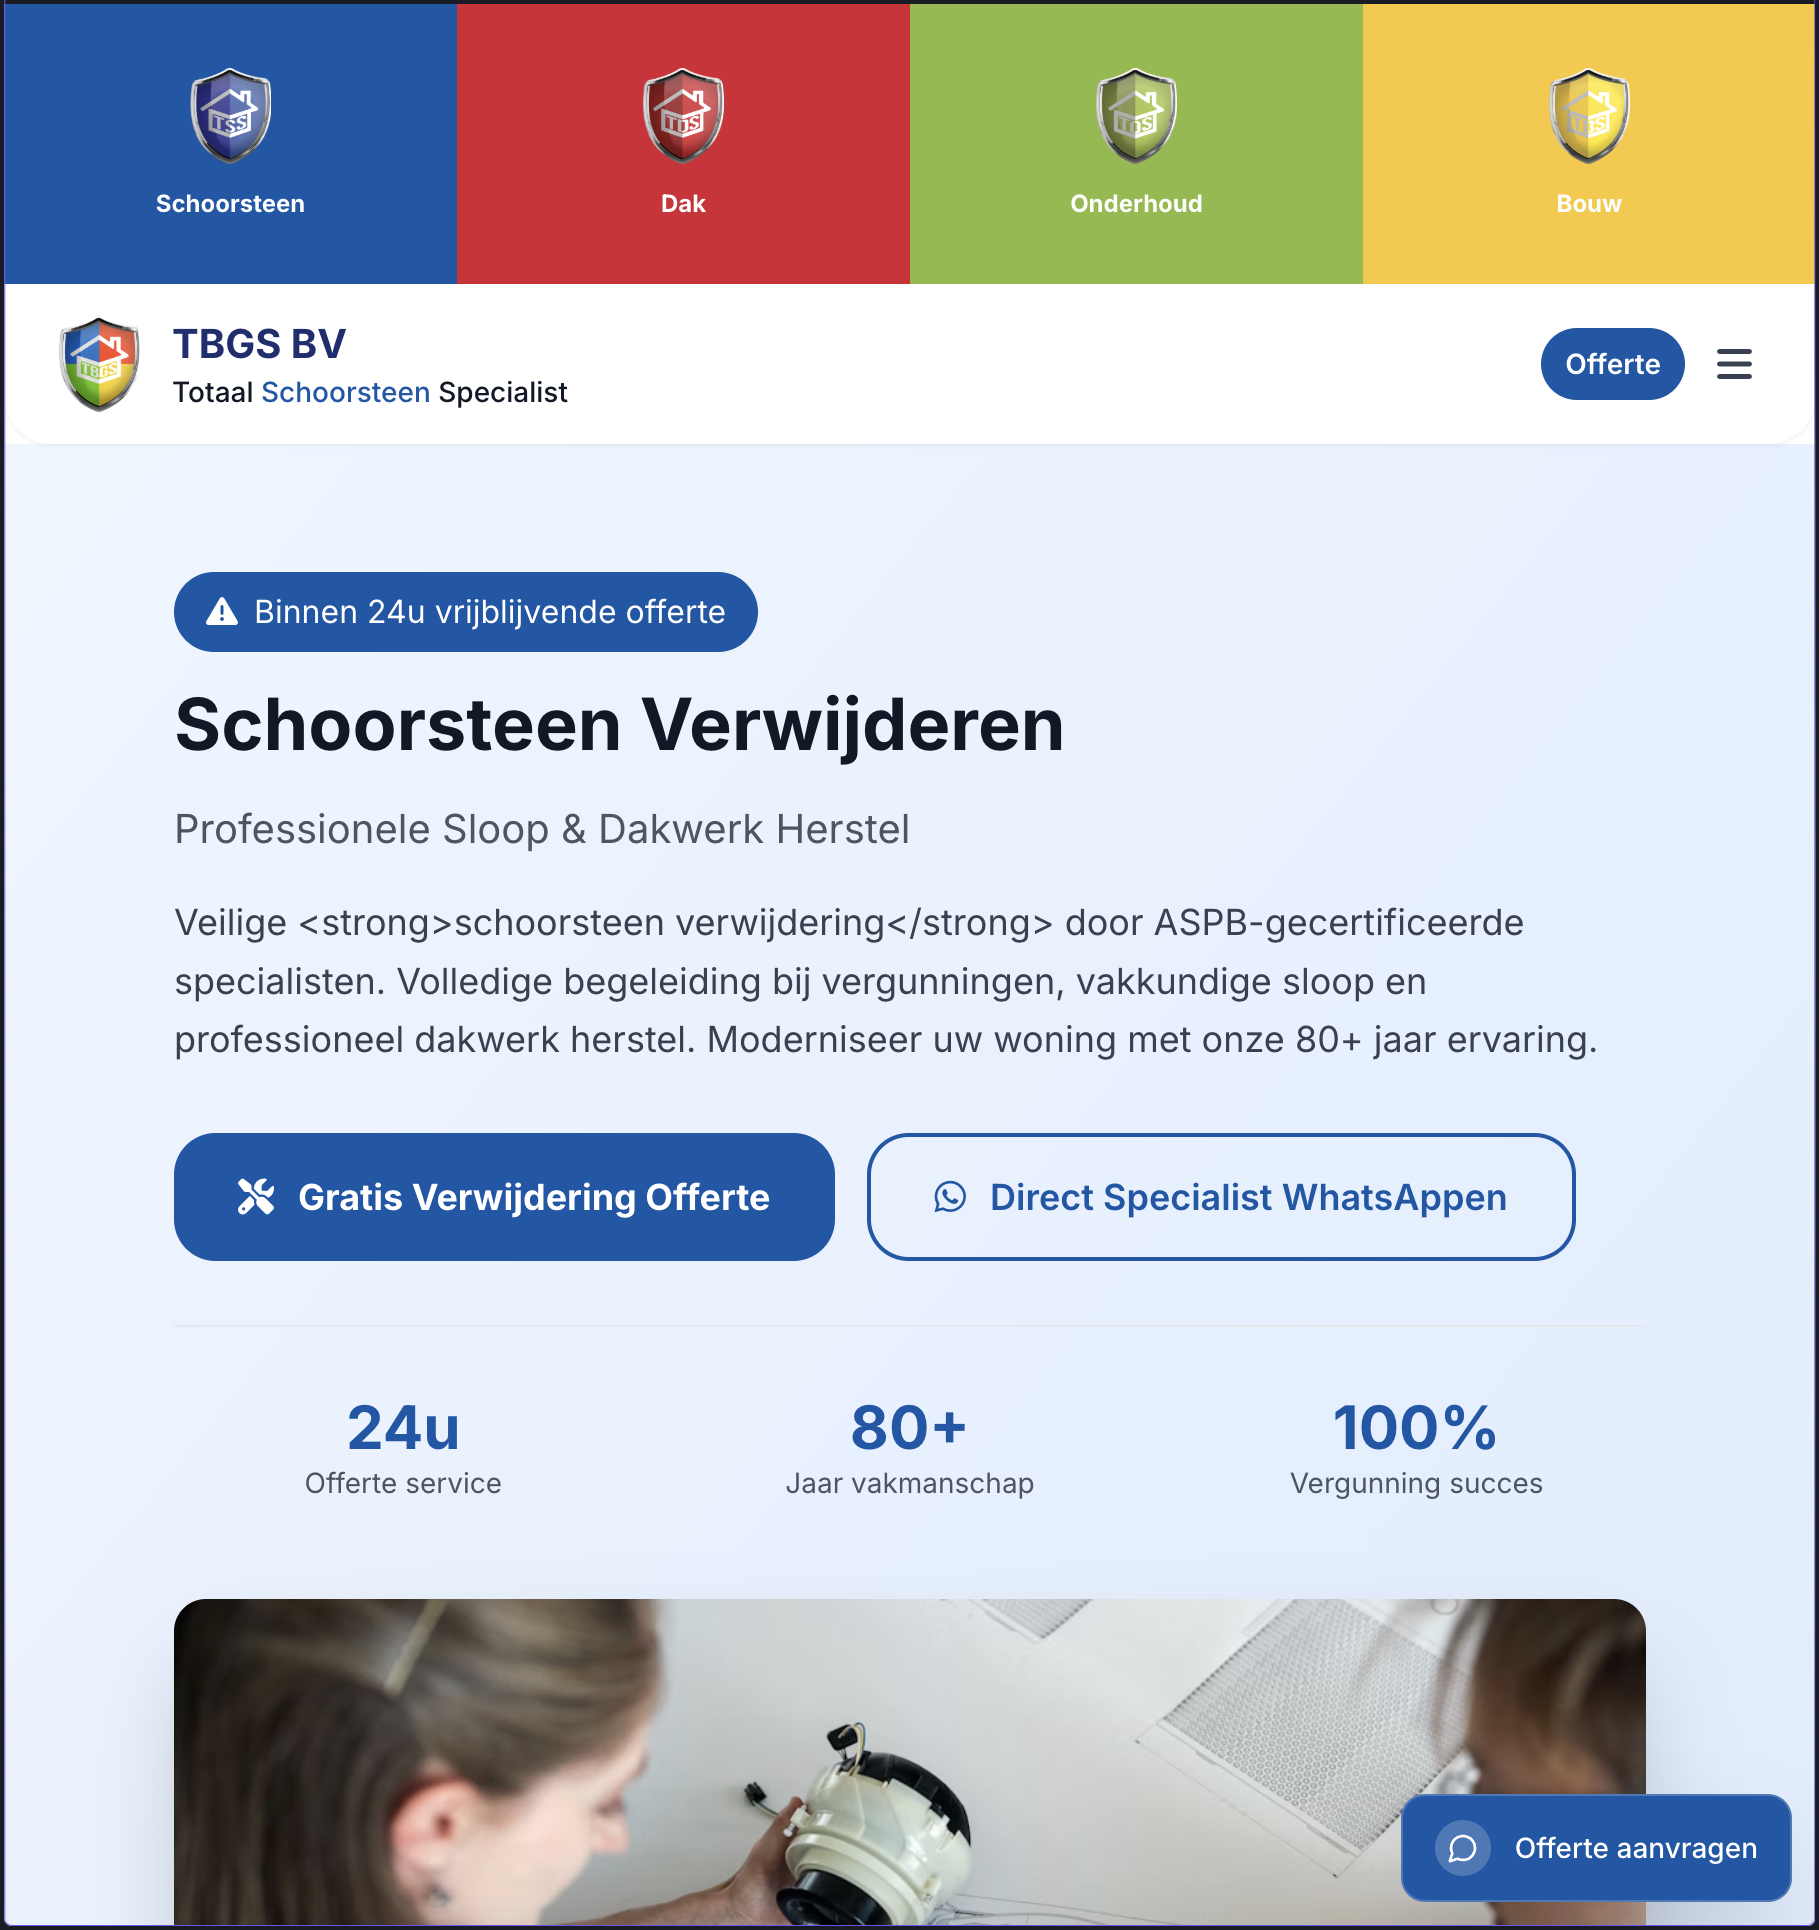 TSS
TDS
TOS
TBS
Schoorsteen
Dak
Onderhoud
Bouw
TBGS
TBGS BV
Totaal Schoorsteen Specialist
Offerte
Binnen 24u vrijblijvende offerte
Schoorsteen Verwijderen
Professionele Sloop & Dakwerk Herstel
Veilige <strong>schoorsteen verwijdering</strong> door ASPB-gecertificeerde
specialisten. Volledige begeleiding bij vergunningen, vakkundige sloop en
professioneel dakwerk herstel. Moderniseer uw woning met onze 80+ jaar ervaring.
Gratis Verwijdering Offerte
Direct Specialist WhatsAppen
24u
Offerte service
80+
Jaar vakmanschap
100%
Vergunning succes
Offerte aanvragen